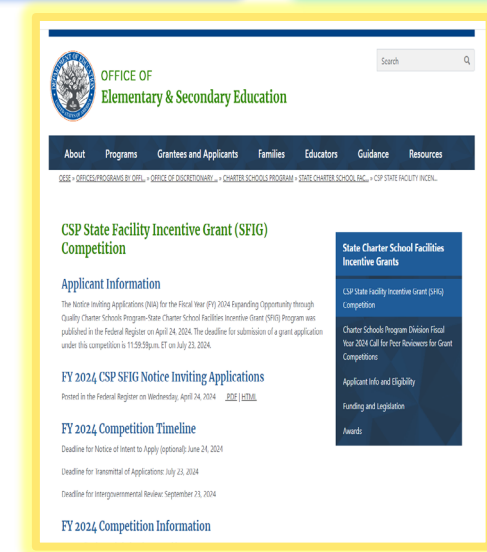 OFFICE OF
Elementary & Secondary Education
Search
About Programs Grantees and Applicants Families Educators Guidance Resources
OESE » OFFICES/PROGRAMS BY OFFI... » OFFICE OF DISCRETIONARY ... » CHARTER SCHOOLS PROGRAM » STATE CHARTER SCHOOL FAC... » CSP STATE FACILITY INCEN...
CSP State Facility Incentive Grant (SFIG)
Competition
Applicant Information
The Notice Inviting Applications (NIA) for the Fiscal Year (FY) 2024 Expanding Opportunity through
Quality Charter Schools Program-State Charter School Facilities Incentive Grant (SFIG) Program was
published in the Federal Register on April 24, 2024. The deadline for submission of a grant application
under this competition is 11:59:59p.m. ET on July 23, 2024.
FY 2024 CSP SFIG Notice Inviting Applications
Posted in the Federal Register on Wednesday, April 24, 2024 .PDF | HTML
FY 2024 Competition Timeline
Deadline for Notice of Intent to Apply (optional): June 24, 2024
Deadline for Transmittal of Applications: July 23, 2024
Deadline for Intergovernmental Review: September 23, 2024
FY 2024 Competition Information
State Charter School Facilities
Incentive Grants
CSP State Facility Incentive Grant (SFIG)
Competition
Charter Schools Program Division Fiscal
Year 2024 Call for Peer Reviewers for Grant
Competitions
Applicant Info and Eligibility
Funding and Legislation
Awards